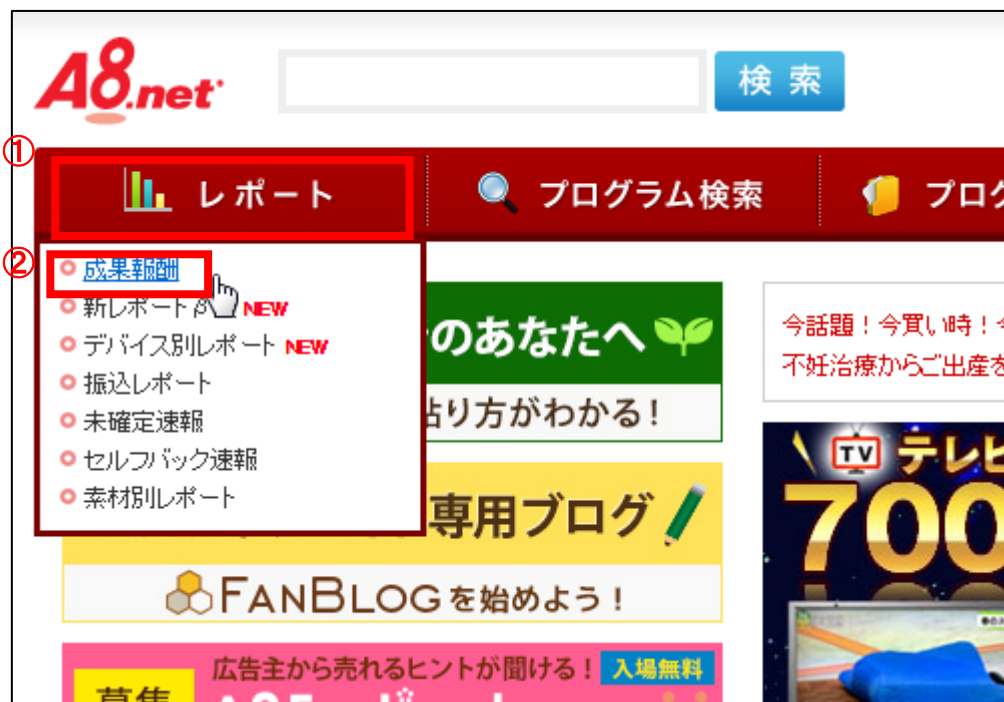 A8.net
検索
①
レポート
プログラム検索
プログ
②
成果報酬
新レポートβ NEW
デバイス別レポート NEW
振込レポート
未確定速報
セルフバック速報
素材別レポート
のあなたへ
貼り方がわかる!
専用ブログ
FANBLOGを始めよう!
広告主から売れるヒントが聞ける! 入場無料
募集
今話題!今買い時!
不妊治療からご出産を
TV テレビ
700